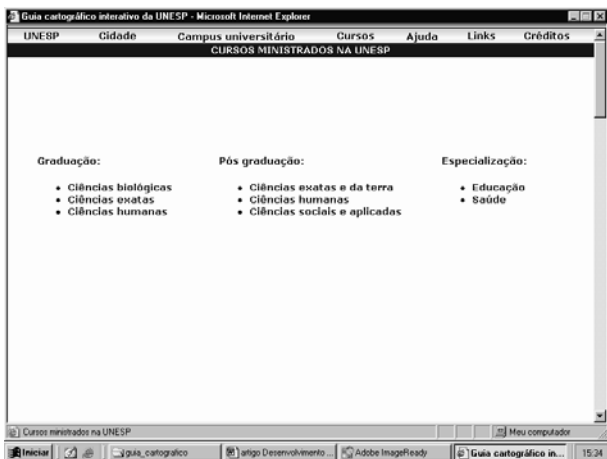 Guia cartográfico interativo da UNESP - Microsoft Internet Explorer
UNESP Cidade Campus universitário Cursos Ajuda Links Créditos
CURSOS MINISTRADOS NA UNESP
Graduação: Pós graduação: Especialização:
• Ciências biológicas • Ciências exatas e da terra • Educação
• Ciências exatas • Ciências humanas • Saúde
• Ciências humanas • Ciências sociais e aplicadas
Cursos ministrados na UNESP Meu computador
Iniciar guia_cartografico artigo Desenvolvimento ... Adobe ImageReady Guia cartográfico in... 15:34